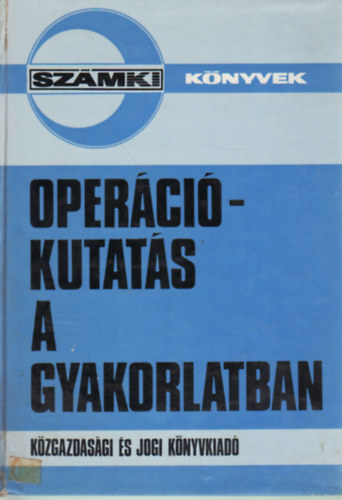 SZÁMKI KÖNYVEK
OPERÁCIÓ-
KUTATÁS
A
GYAKORLATBAN
KÖZGAZDASÁGI ÉS JOGI KÖNYVKIADÓ